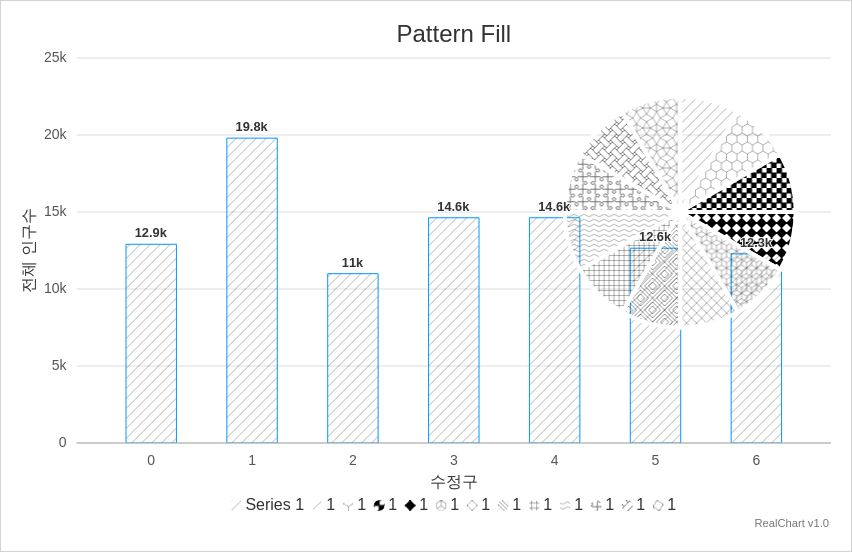 Pattern Fill
25k
20k
15k
10k
5k
0
전체 인구수
12.9k
19.8k
11k
14.6k
14.6k
12.6k
12.3k
0 1 2 3 4 5 6
수정구
Series 1 1 1 1 1 1 1 1 1 1 1 1 1
RealChart v1.0